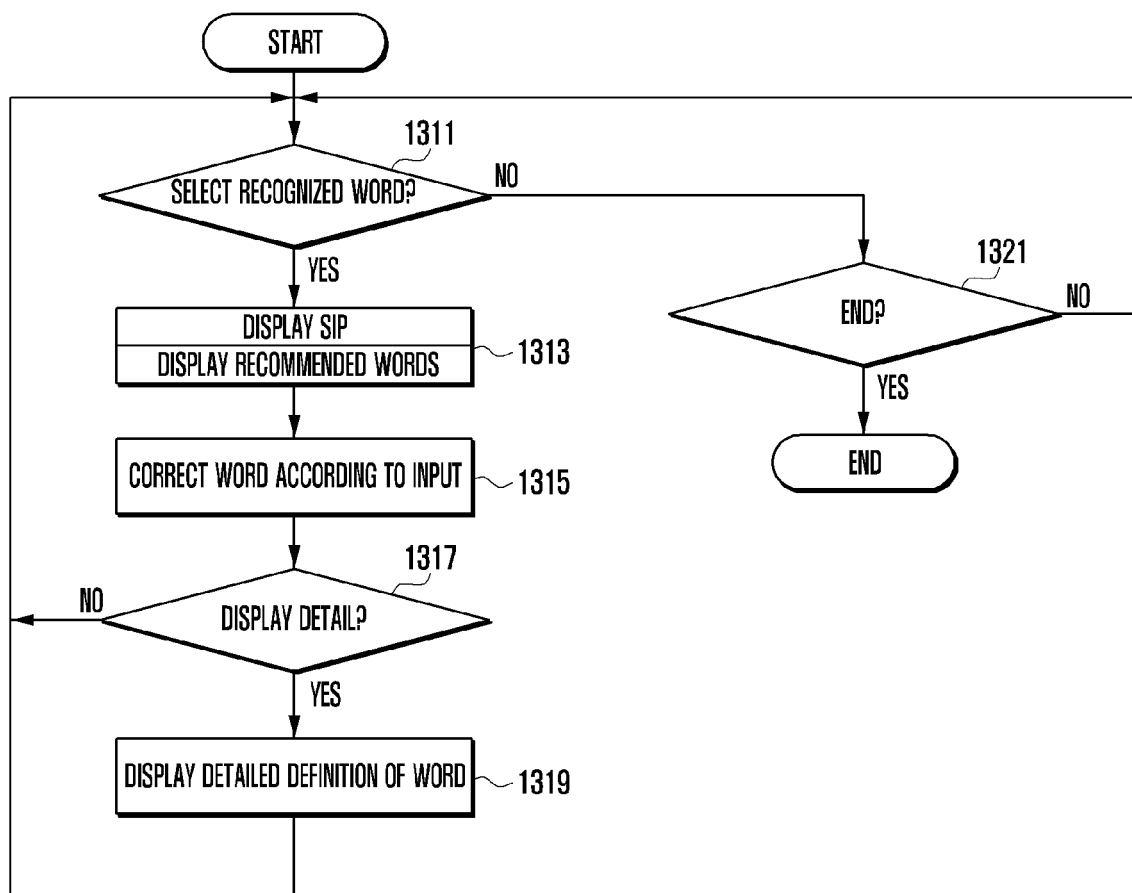 START
1311
SELECT RECOGNIZED WORD?
NO
YES
1321
END?
NO
DISPLAY SIP
DISPLAY RECOMMENDED WORDS
1313
YES
CORRECT WORD ACCORDING TO INPUT
1315
END
1317
NO
DISPLAY DETAIL?
YES
DISPLAY DETAILED DEFINITION OF WORD
1319